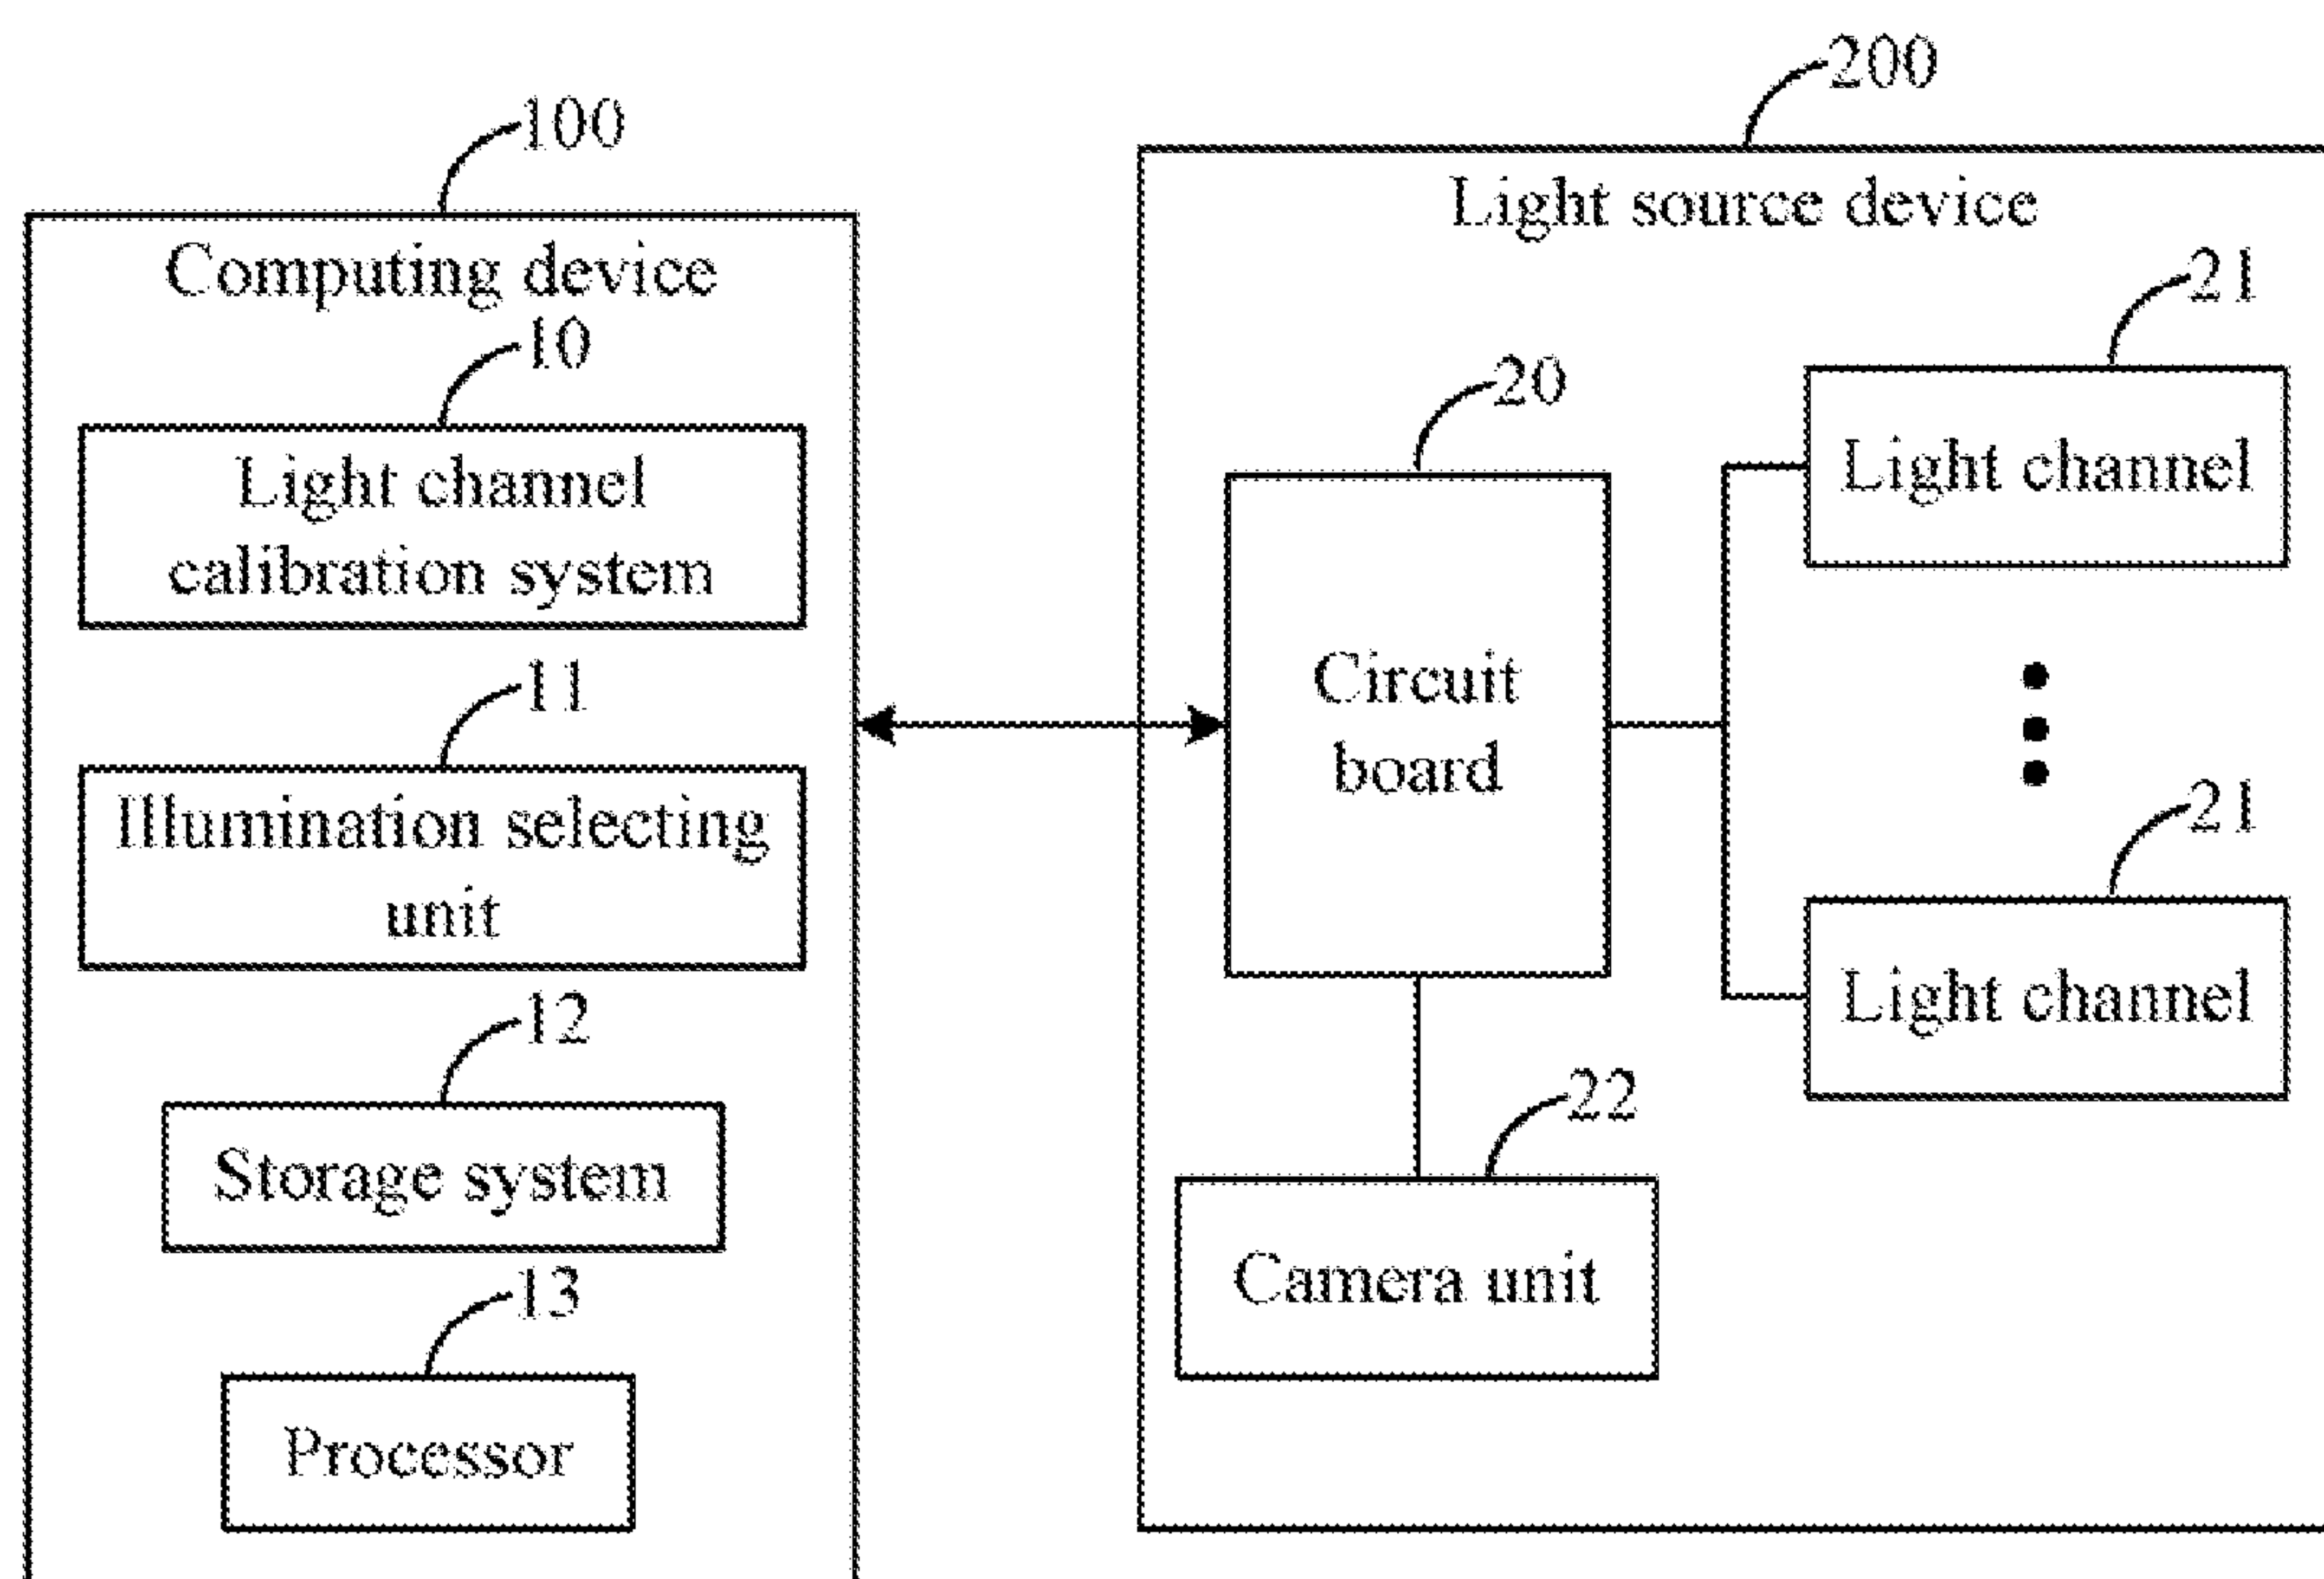 100
Computing device
10
Light channel
calibration system
11
Illumination selecting
unit
12
Storage system
13
Processor
200
Light source device
20
Circuit
board
21
Light channel
21
Light channel
22
Camera unit